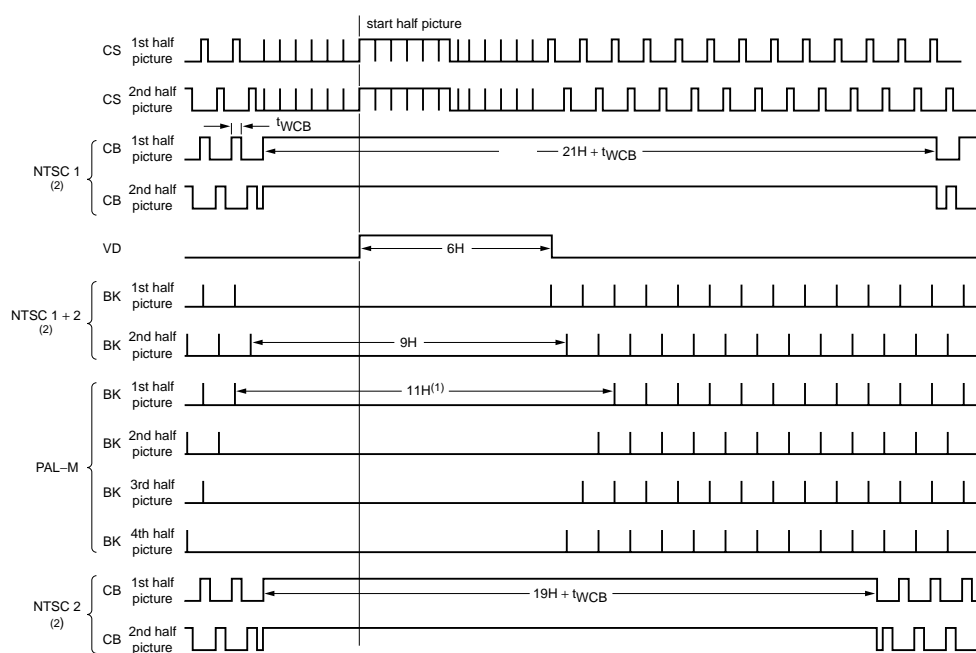 start half picture
CS 1st half picture
CS 2nd half picture
tWCB
NTSC 1
(2)
CB 1st half picture
21H + tWCB
CB 2nd half picture
VD
6H
NTSC 1 + 2
(2)
BK 1st half picture
BK 2nd half picture
9H
PAL–M
BK 1st half picture
11H(1)
BK 2nd half picture
BK 3rd half picture
BK 4th half picture
NTSC 2
(2)
CB 1st half picture
19H + tWCB
CB 2nd half picture